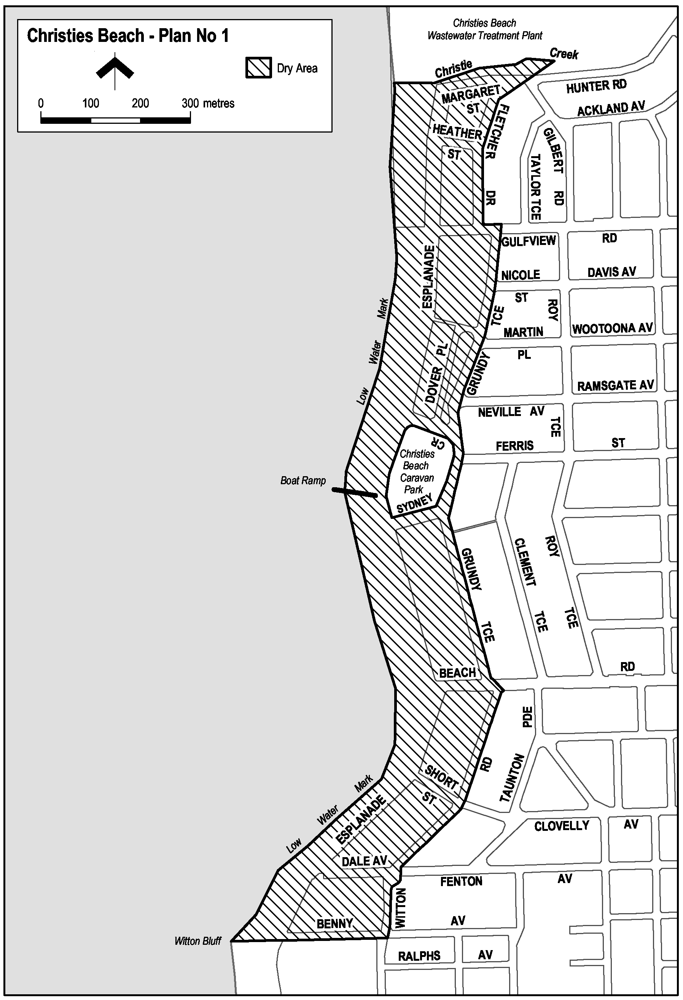 Christies Beach - Plan No 1
Dry Area
0 100 200 300 metres
Christies Beach
Wastewater Treatment Plant
Christie Creek
HUNTER RD
MARGARET
ST
ACKLAND AV
FLETCHER
DR
HEATHER
ST
GILBERT RD
TAYLOR TCE
GULFVIEW RD
ESPLANADE
NICOLE
ST
DAVIS AV
Low Water Mark
ROY
TCE
GRUNDY
TCE
MARTIN
PL
WOOTOONA AV
DOVER PL
RAMSGATE AV
NEVILLE AV
FERRIS ST
CR
Christies
Beach
Caravan
Park
SYDNEY
Boat Ramp
GRUNDY TCE
CLEMENT TCE
ROY TCE
BEACH
RD
RD
PDE
TAUNTON
SHORT
ST
Low Water Mark
ESPLANADE
CLOVELLY AV
DALE AV
FENTON
AV
AV
WITTON
BENNY
Witton Bluff
RALPHS AV